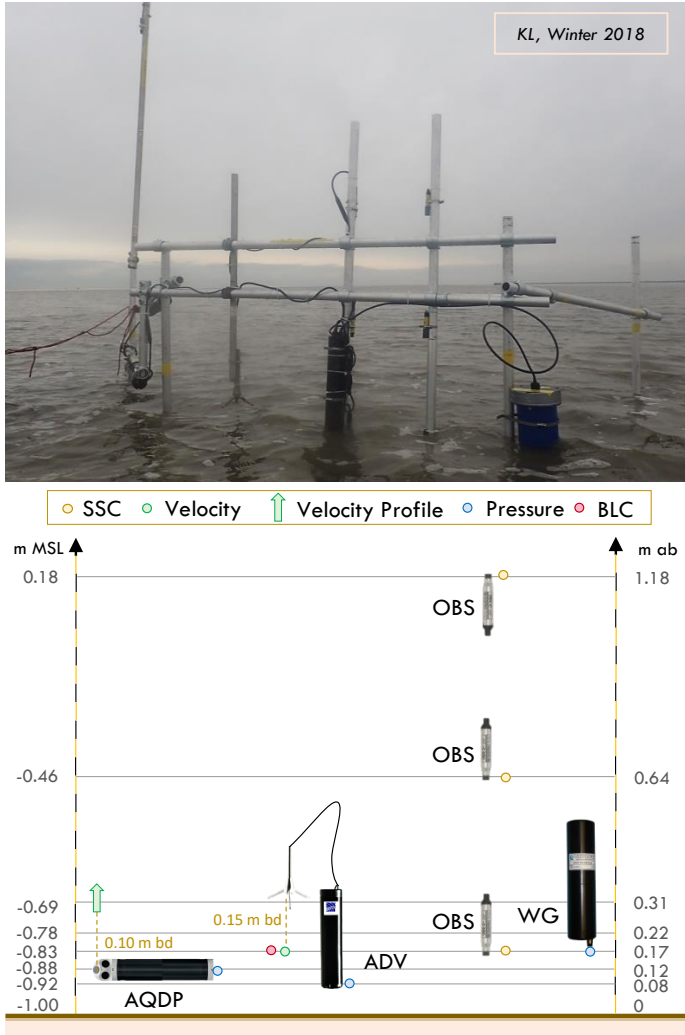 KL, Winter 2018
SSC Velocity Velocity Profile Pressure BLC
m MSL
m ab
0.18
1.18
OBS
OBS
-0.46
0.64
-0.69
0.31
0.15 m bd
OBS
WG
-0.78
0.22
0.10 m bd
-0.83
0.17
ADV
-0.88
0.12
-0.92
0.08
AQDP
-1.00
0